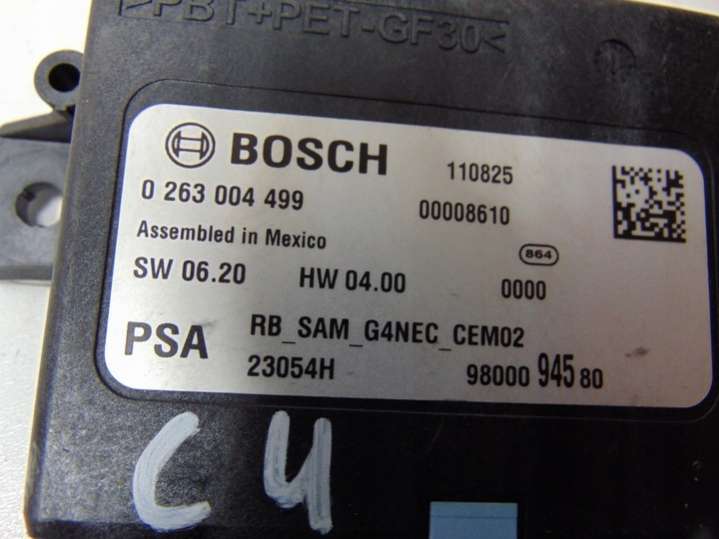 >PBT+PET-GF30<
BOSCH 110825
0 263 004 499 00008610
Assembled in Mexico 864
SW 06.20 HW 04.00 0000
PSA RB_SAM_G4NEC_CEM02
23054H 98000 945 80
C4